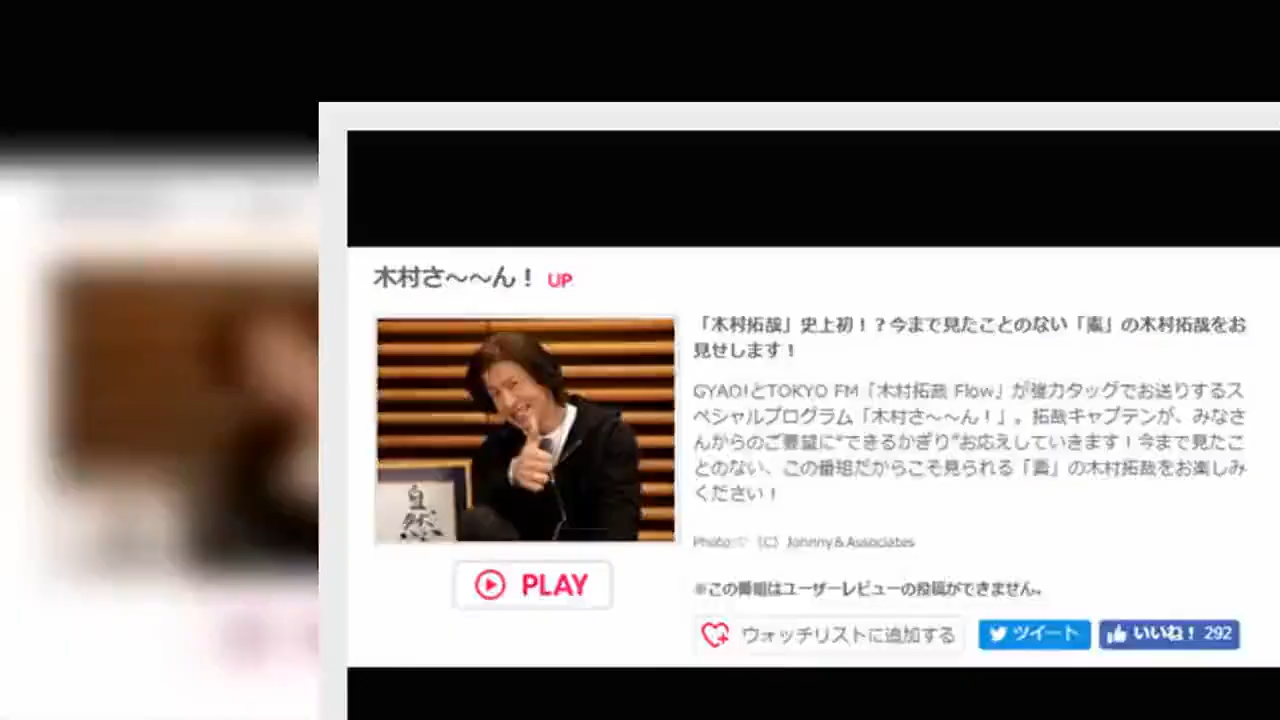 木村さ～～ん！ UP
「木村拓哉」史上初！？今まで見たことのない「素」の木村拓哉をお
見せします！
GYAO!とTOKYO FM「木村拓哉 Flow」が強力タッグでお送りするス
ペシャルプログラム「木村さ～～ん！」。拓哉キャプテンが、みなさ
んからのご要望に“できるかぎり”お応えしていきます！今まで見たこ
とのない、この番組だからこそ見られる「素」の木村拓哉をお楽しみ
ください！
自然
Photo:♡ (C) Johnny&Associates
PLAY
※この番組はユーザーレビューの投稿ができません。
ウォッチリストに追加する
ツイート
いいね！ 292